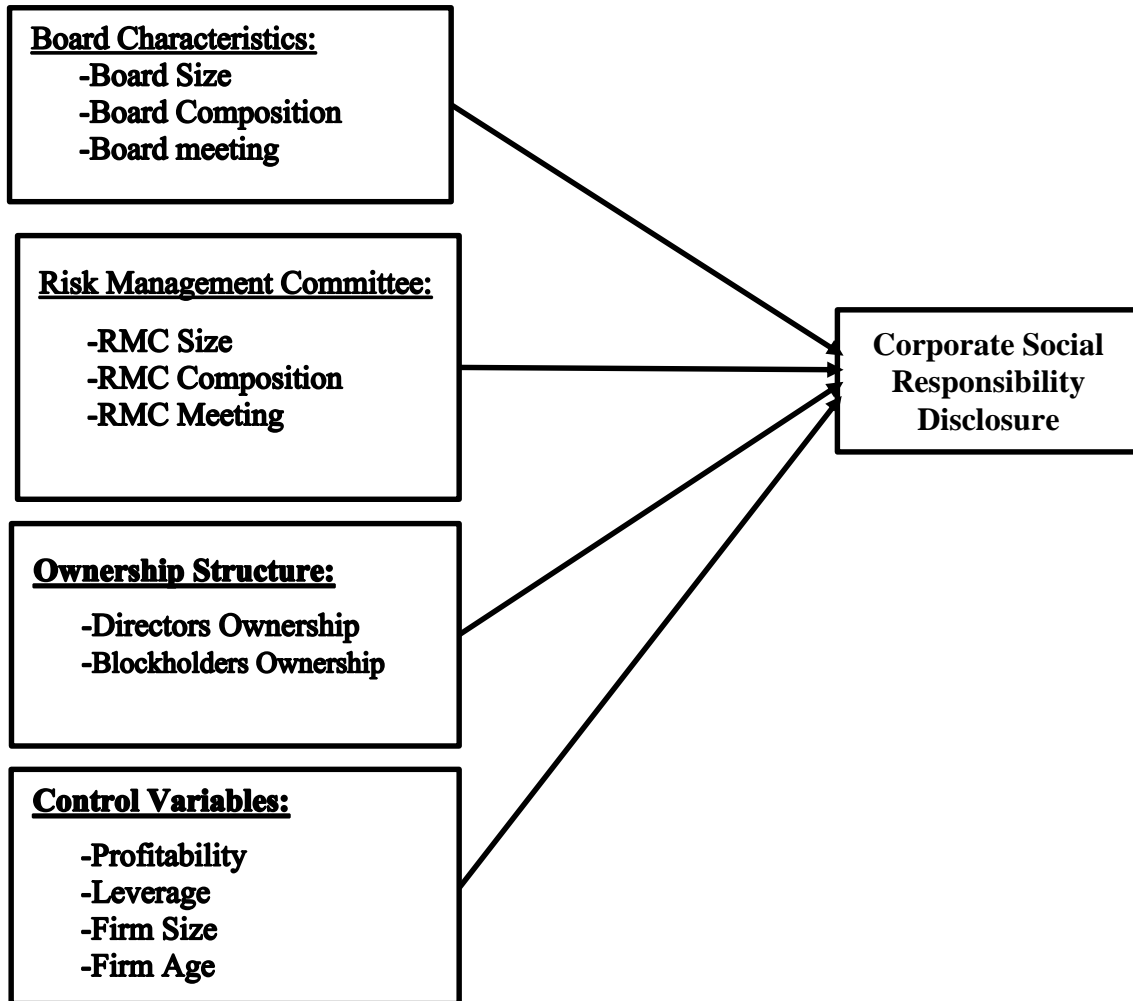 Board Characteristics:
-Board Size
-Board Composition
-Board meeting
Risk Management Committee:
-RMC Size
-RMC Composition
-RMC Meeting
Ownership Structure:
-Directors Ownership
-Blockholders Ownership
Control Variables:
-Profitability
-Leverage
-Firm Size
-Firm Age
Corporate Social
Responsibility
Disclosure